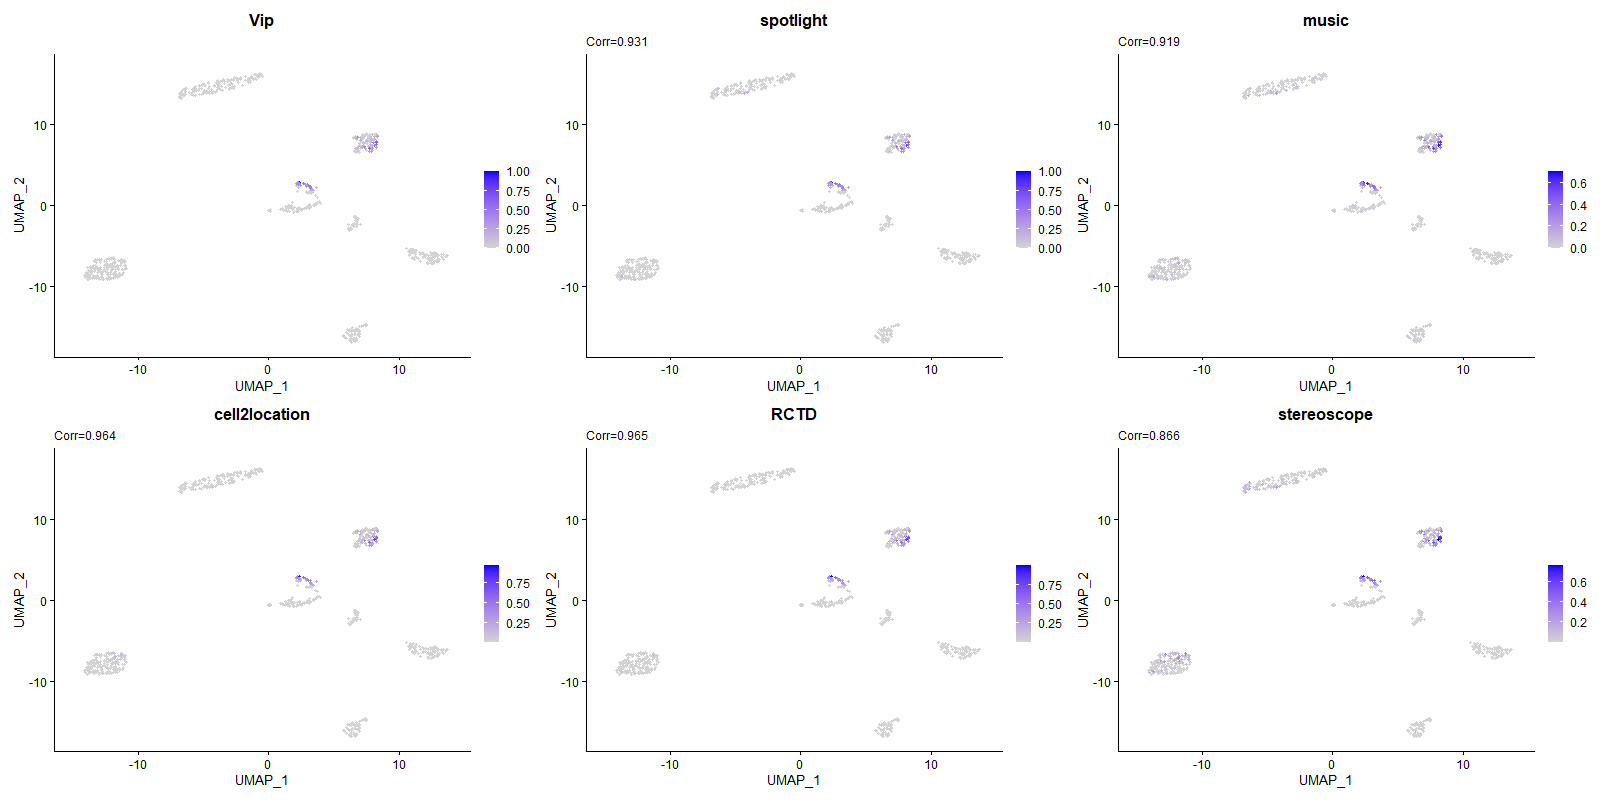 Vip
10
0
-10
UMAP_2
-10
0
10
UMAP_1
1.00
0.75
0.50
0.25
0.00
spotlight
Corr=0.931
10
0
-10
UMAP_2
-10
0
10
UMAP_1
1.00
0.75
0.50
0.25
0.00
music
Corr=0.919
10
0
-10
UMAP_2
-10
0
10
UMAP_1
0.6
0.4
0.2
0.0
cell2location
Corr=0.964
10
0
-10
UMAP_2
-10
0
10
UMAP_1
0.75
0.50
0.25
RCTD
Corr=0.965
10
0
-10
UMAP_2
-10
0
10
UMAP_1
0.75
0.50
0.25
stereoscope
Corr=0.866
10
0
-10
UMAP_2
-10
0
10
UMAP_1
0.6
0.4
0.2